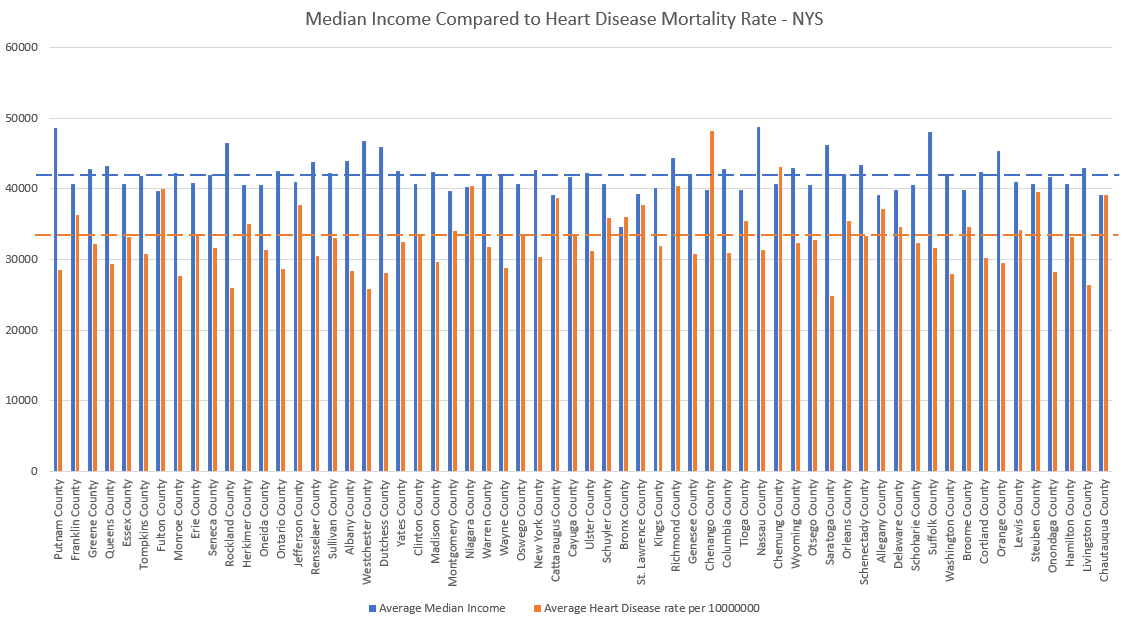 Median Income Compared to Heart Disease Mortality Rate - NYS
60000
50000
40000
30000
20000
10000
0
Putnam County
Franklin County
Greene County
Queens County
Essex County
Tompkins County
Fulton County
Monroe County
Erie County
Seneca County
Rockland County
Herkimer County
Oneida County
Ontario County
Jefferson County
Rensselaer County
Sullivan County
Albany County
Westchester County
Dutchess County
Yates County
Clinton County
Madison County
Montgomery County
Niagara County
Warren County
Wayne County
Oswego County
New York County
Cattaraugus County
Cayuga County
Ulster County
Schuyler County
Bronx County
St. Lawrence County
Kings County
Richmond County
Genesee County
Chenango County
Columbia County
Tioga County
Nassau County
Chemung County
Wyoming County
Otsego County
Saratoga County
Orleans County
Schenectady County
Allegany County
Delaware County
Schoharie County
Suffolk County
Washington County
Broome County
Cortland County
Orange County
Lewis County
Steuben County
Onondaga County
Hamilton County
Livingston County
Chautauqua County
Average Median Income
Average Heart Disease rate per 10000000